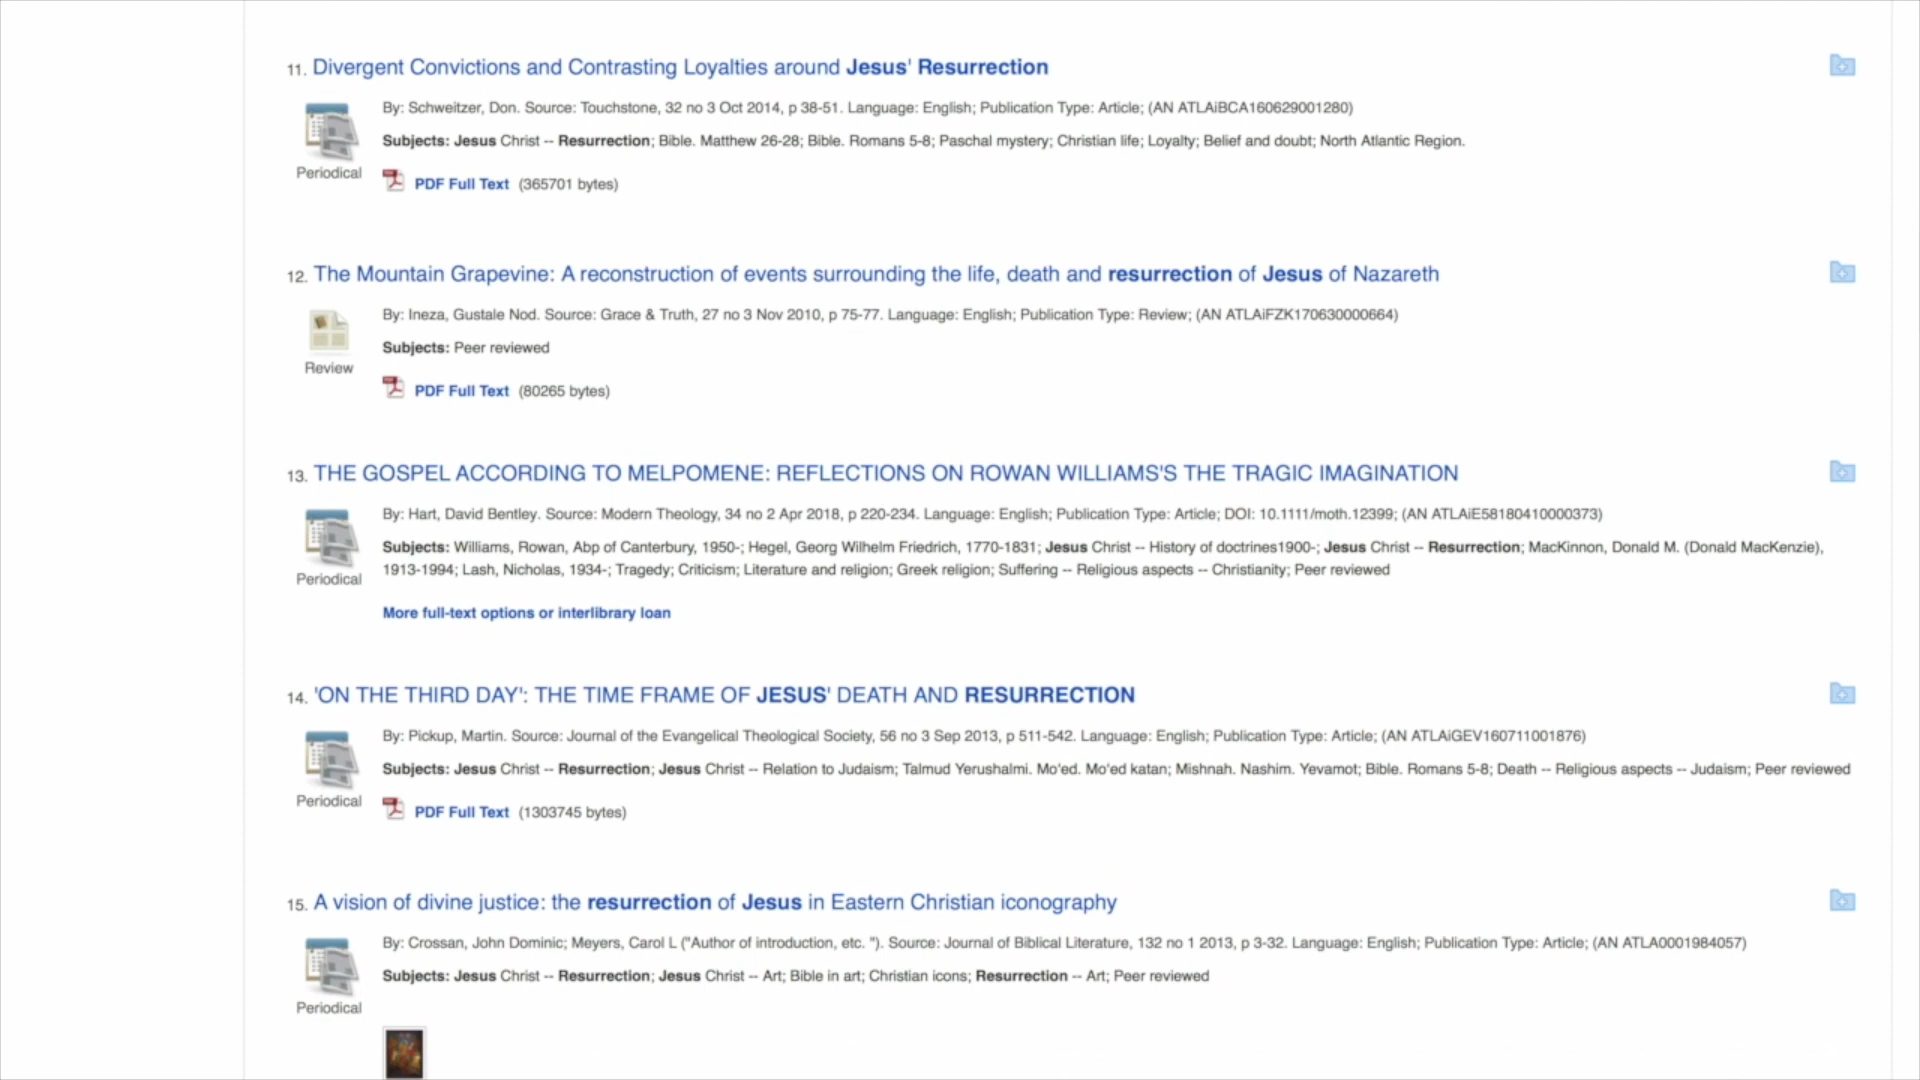 11. Divergent Convictions and Contrasting Loyalties around Jesus' Resurrection
By: Schweitzer, Don. Source: Touchstone, 32 no 3 Oct 2014, p 38-51. Language: English; Publication Type: Article; (AN ATLAiBCA160629001280)
Subjects: Jesus Christ -- Resurrection; Bible. Matthew 26-28; Bible. Romans 5-8; Paschal mystery; Christian life; Loyalty; Belief and doubt; North Atlantic Region.
Periodical
PDF Full Text (365701 bytes)
12. The Mountain Grapevine: A reconstruction of events surrounding the life, death and resurrection of Jesus of Nazareth
By: Ineza, Gustale Nod. Source: Grace & Truth, 27 no 3 Nov 2010, p 75-77. Language: English; Publication Type: Review; (AN ATLAiFZK170630000664)
Subjects: Peer reviewed
Review
PDF Full Text (80265 bytes)
13. THE GOSPEL ACCORDING TO MELPOMENE: REFLECTIONS ON ROWAN WILLIAMS'S THE TRAGIC IMAGINATION
By: Hart, David Bentley. Source: Modern Theology, 34 no 2 Apr 2018, p 220-234. Language: English; Publication Type: Article; DOI: 10.1111/moth.12399; (AN ATLAiE58180410000373)
Subjects: Williams, Rowan, Abp of Canterbury, 1950-; Hegel, Georg Wilhelm Friedrich, 1770-1831; Jesus Christ -- History of doctrines1900-; Jesus Christ -- Resurrection; MacKinnon, Donald M. (Donald MacKenzie),
1913-1994; Lash, Nicholas, 1934-; Tragedy; Criticism; Literature and religion; Greek religion; Suffering -- Religious aspects -- Christianity; Peer reviewed
Periodical
More full-text options or interlibrary loan
14. 'ON THE THIRD DAY': THE TIME FRAME OF JESUS' DEATH AND RESURRECTION
By: Pickup, Martin. Source: Journal of the Evangelical Theological Society, 56 no 3 Sep 2013, p 511-542. Language: English; Publication Type: Article; (AN ATLAiGEV160711001876)
Subjects: Jesus Christ -- Resurrection; Jesus Christ -- Relation to Judaism; Talmud Yerushalmi. Mo'ed. Mo'ed katan; Mishnah. Nashim. Yevamot; Bible. Romans 5-8; Death -- Religious aspects -- Judaism; Peer reviewed
Periodical
PDF Full Text (1303745 bytes)
15. A vision of divine justice: the resurrection of Jesus in Eastern Christian iconography
By: Crossan, John Dominic; Meyers, Carol L ("Author of introduction, etc. "). Source: Journal of Biblical Literature, 132 no 1 2013, p 3-32. Language: English; Publication Type: Article; (AN ATLA0001984057)
Subjects: Jesus Christ -- Resurrection; Jesus Christ -- Art; Bible in art; Christian icons; Resurrection -- Art; Peer reviewed
Periodical